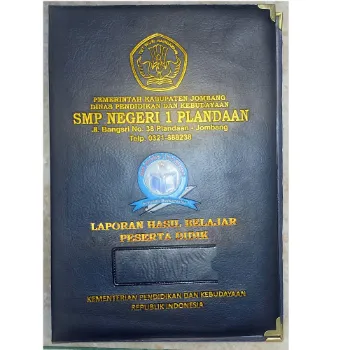 PEMERINTAH KABUPATEN JOMBANG
DINAS PENDIDIKAN DAN KEBUDAYAAN
SMP NEGERI 1 PLANDAAN
Jl. Bangsri No. 38 Plandaan - Jombang
Telp. 0321-888238
LAPORAN HASIL BELAJAR
PESERTA DIDIK
KEMENTERIAN PENDIDIKAN DAN KEBUDAYAAN
REPUBLIK INDONESIA